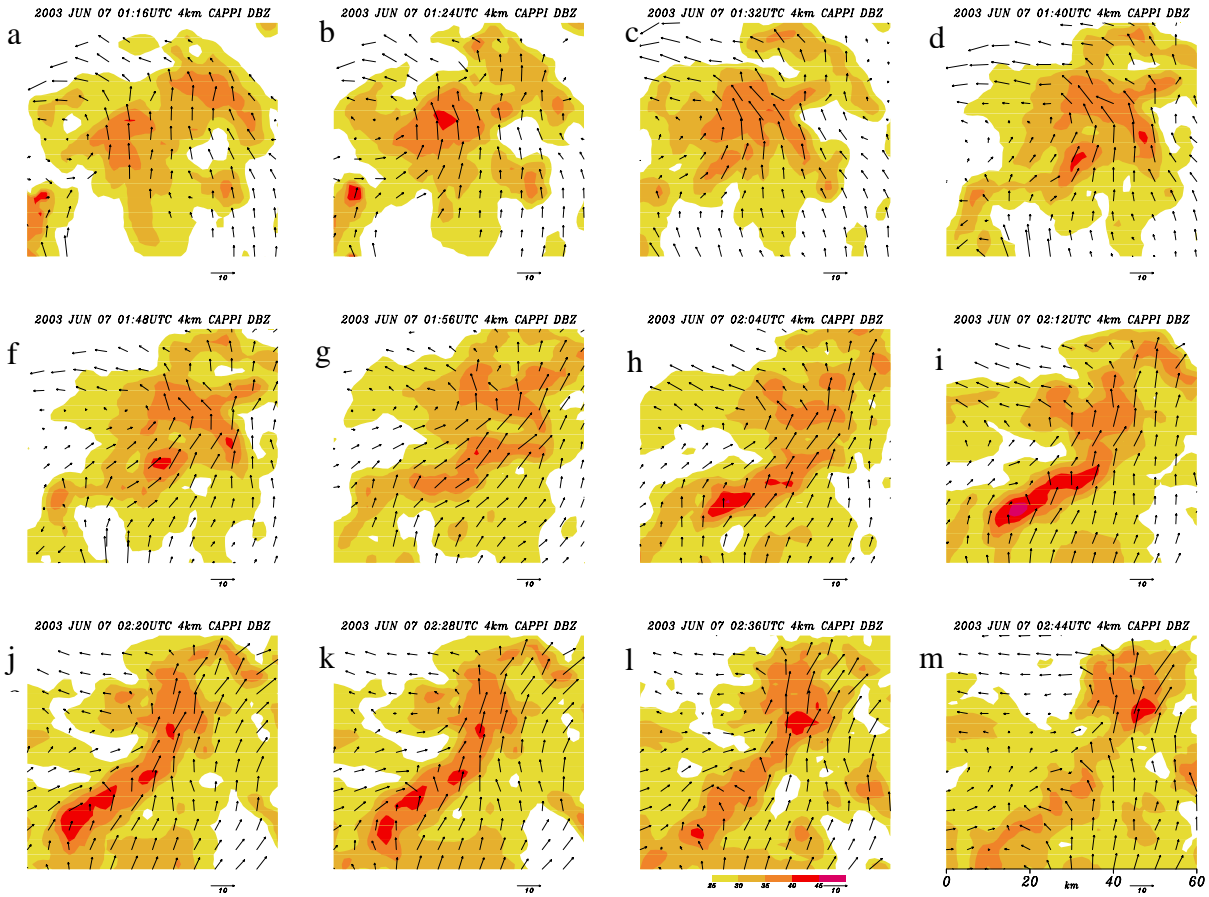 2003 JUN 07 01:16UTC 4km CAPPI DBZ
2003 JUN 07 01:24UTC 4km CAPPI DBZ
2003 JUN 07 01:32UTC 4km CAPPI DBZ
2003 JUN 07 01:40UTC 4km CAPPI DBZ
a
b
c
d
10
10
10
10
2003 JUN 07 01:48UTC 4km CAPPI DBZ
2003 JUN 07 01:56UTC 4km CAPPI DBZ
2003 JUN 07 02:04UTC 4km CAPPI DBZ
2003 JUN 07 02:12UTC 4km CAPPI DBZ
f
g
h
i
10
10
10
10
2003 JUN 07 02:20UTC 4km CAPPI DBZ
2003 JUN 07 02:28UTC 4km CAPPI DBZ
2003 JUN 07 02:36UTC 4km CAPPI DBZ
2003 JUN 07 02:44UTC 4km CAPPI DBZ
j
k
l
m
10
10
25 30 35 40 45 10
0 20 km 40 60
10